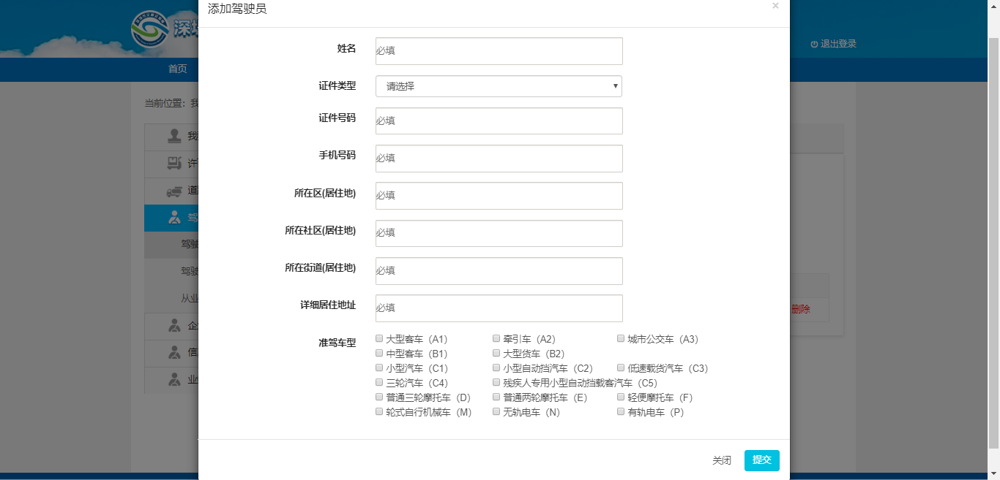 添加驾驶员
×
深圳
退出登录
首页
当前位置：我
我
许
道
驾
驾驶
驾驶
从业
企
信
业
删除
姓名
必填
证件类型
请选择
证件号码
必填
手机号码
必填
所在区(居住地)
必填
所在社区(居住地)
必填
所在街道(居住地)
必填
详细居住地址
必填
准驾车型
大型客车（A1） 牵引车（A2） 城市公交车（A3）
中型客车（B1） 大型货车（B2）
小型汽车（C1） 小型自动挡汽车（C2） 低速载货汽车（C3）
三轮汽车（C4） 残疾人专用小型自动挡载客汽车（C5）
普通三轮摩托车（D） 普通两轮摩托车（E） 轻便摩托车（F）
轮式自行机械车（M） 无轨电车（N） 有轨电车（P）
关闭 提交